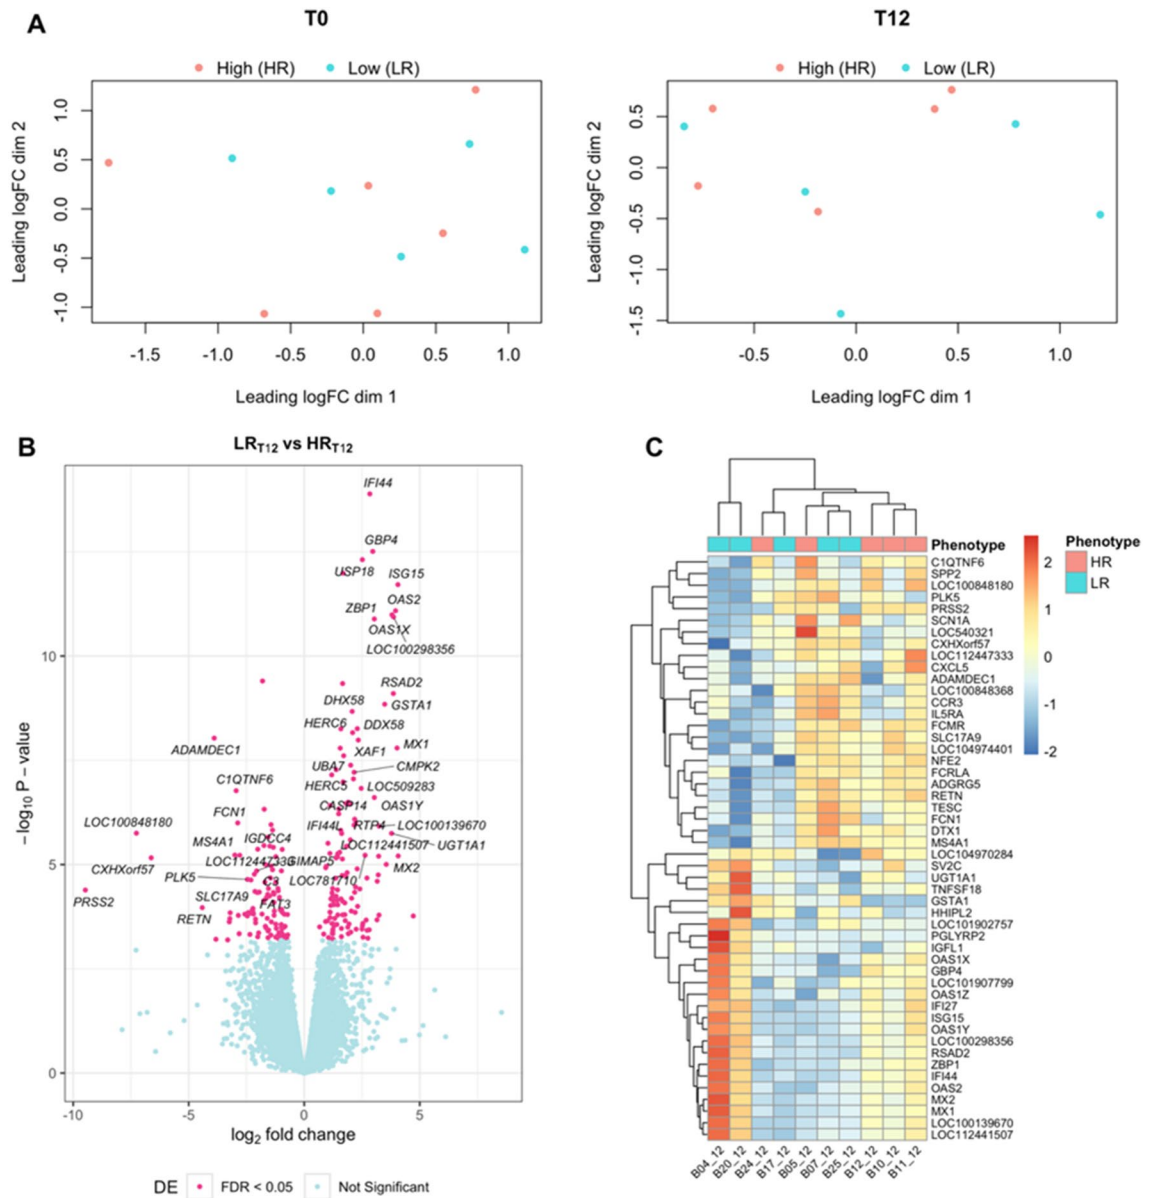 A
T0
T12
High (HR)
Low (LR)
High (HR)
Low (LR)
Leading logFC dim 2
1.0
0.5
0.0
-0.5
-1.0
-1.5
-1.0
-0.5
0.0
0.5
1.0
Leading logFC dim 1
Leading logFC dim 2
0.5
0.0
-0.5
-1.0
-1.5
-0.5
0.0
0.5
1.0
Leading logFC dim 1
B
LRT12 vs HRT12
−log10 P − value
10
5
0
-10
-5
0
5
log2 fold change
IFI44
GBP4
USP18
ISG15
OAS2
ZBP1
OAS1X
LOC100298356
RSAD2
DHX58
GSTA1
HERC6
DDX58
ADAMDEC1
XAF1
MX1
UBA7
CMPK2
C1QTNF6
HERC5
LOC509283
FCN1
CASP14
OAS1Y
LOC100848180
IFI44L
RTP4
LOC100139670
MS4A1
IGDCC4
LOC112441507
UGT1A1
LOC112447333
GIMAP5
CXHXorf57
MX2
PLK5
C3
LOC781710
PRSS2
SLC17A9
FAT3
RETN
DE
FDR < 0.05
Not Significant
C
Phenotype
C1QTNF6
SPP2
LOC100848180
PLK5
PRSS2
SCN1A
LOC540321
CXHXorf57
LOC112447333
CXCL5
ADAMDEC1
LOC100848368
CCR3
IL5RA
FCMR
SLC17A9
LOC104974401
NFE2
FCRLA
ADGRG5
RETN
TESC
FCN1
DTX1
MS4A1
LOC104970284
SV2C
UGT1A1
TNFSF18
GSTA1
HHIPL2
LOC101902757
PGLYRP2
IGFL1
OAS1X
GBP4
LOC101907799
OAS1Z
IFI27
ISG15
OAS1Y
LOC100298356
RSAD2
ZBP1
IFI44
OAS2
MX2
MX1
LOC100139670
LOC112441507
B04_12
B20_12
B24_12
B17_12
B05_12
B07_12
B25_12
B12_12
B10_12
B11_12
2
1
0
-1
-2
Phenotype
HR
LR